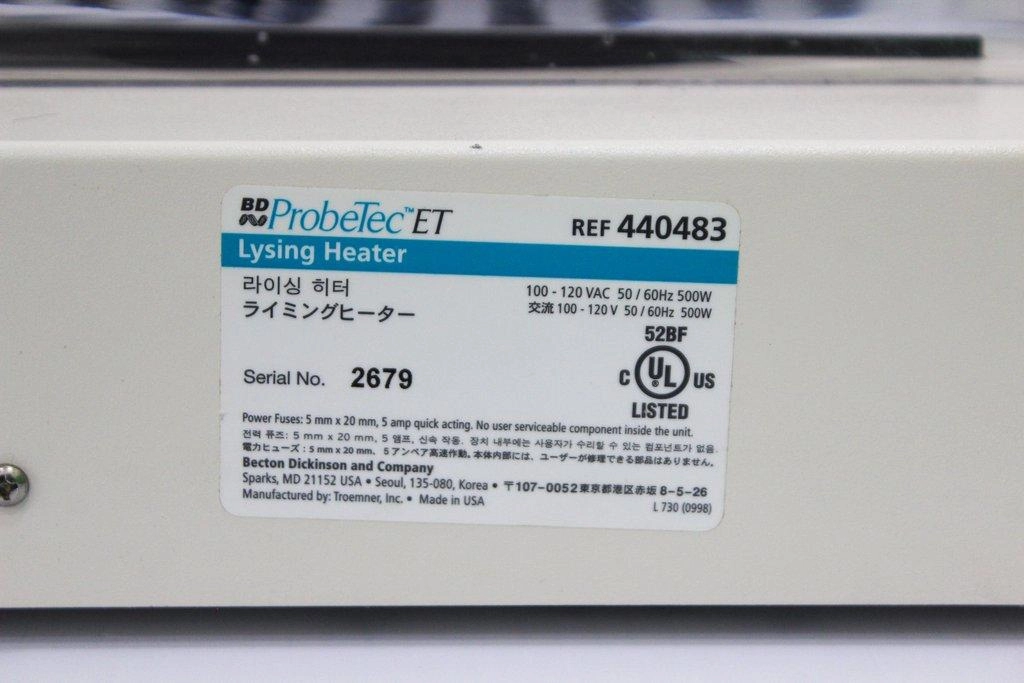 BD ProbeTec™ ET
REF 440483
Lysing Heater
라이싱 히터
ライミングヒーター
100 - 120 VAC 50 / 60Hz 500W
交流 100 - 120 V 50 / 60Hz 500W
52BF
C UL US
®
LISTED
Serial No. 2679
Power Fuses: 5 mm x 20 mm, 5 amp quick acting. No user serviceable component inside the unit.
전력 퓨즈: 5 mm x 20 mm, 5 앰프, 신속 작동. 장치 내부에는 사용자가 수리할 수 있는 컴포넌트가 없음.
電力ヒューズ : 5 mm x 20 mm、5 アンペア高速作動。本体内部には、ユーザーが修理できる部品はありません。
Becton Dickinson and Company
Sparks, MD 21152 USA • Seoul, 135-080, Korea • 〒107-0052 東京都港区赤坂 8-5-26
Manufactured by: Troemner, Inc. • Made in USA
L 730 (0998)